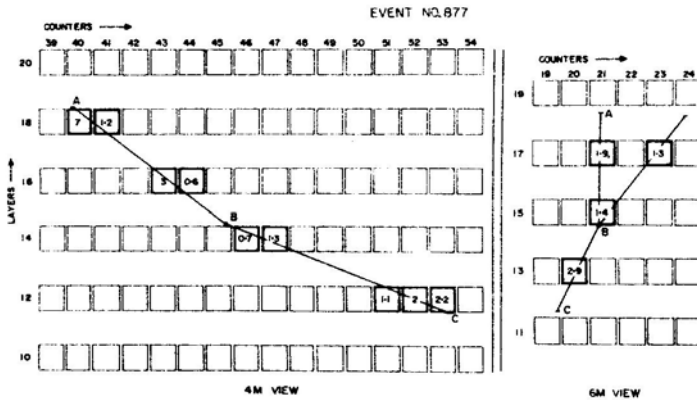 EVENT NO. 877
COUNTERS
39 40 41 42 43 44 45 46 47 48 49 50 51 52 53 54
20
A
18 7 1·2
16 3 0·6
B
14 0·7 1·3
12 1·1 2 2·2
C
10
LAYERS
4M VIEW
COUNTERS
19 20 21 22 23 24
19
A
17 1·9 1·3
15 1·4
B
13 2·9
C
11
6M VIEW